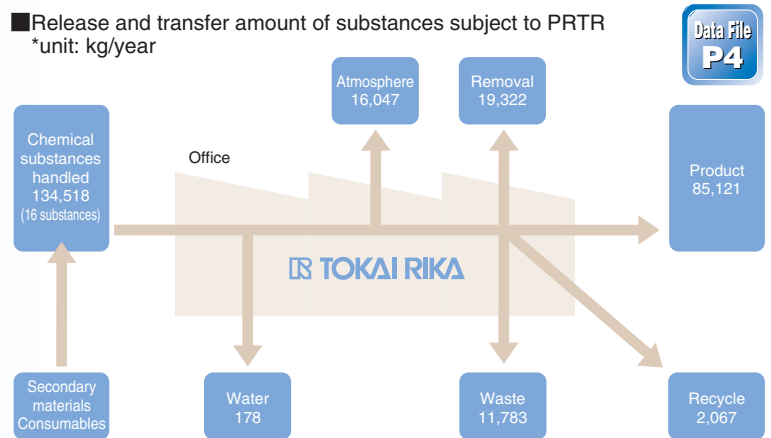 ■Release and transfer amount of substances subject to PRTR
*unit: kg/year
Data File
P4
Atmosphere
16,047
Removal
19,322
Chemical
substances
handled
134,518
(16 substances)
Office
Product
85,121
TOKAI RIKA
Secondary
materials
Consumables
Water
178
Waste
11,783
Recycle
2,067